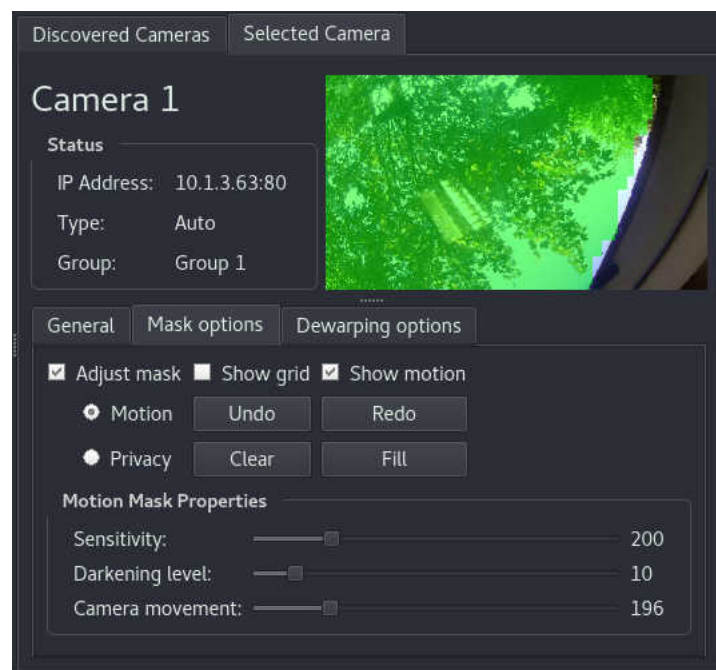 Discovered Cameras Selected Camera
Camera 1
Status
IP Address: 10.1.3.63:80
Type: Auto
Group: Group 1
General Mask options Dewarping options
Adjust mask Show grid Show motion
Motion Undo Redo
Privacy Clear Fill
Motion Mask Properties
Sensitivity: 200
Darkening level: 10
Camera movement: 196